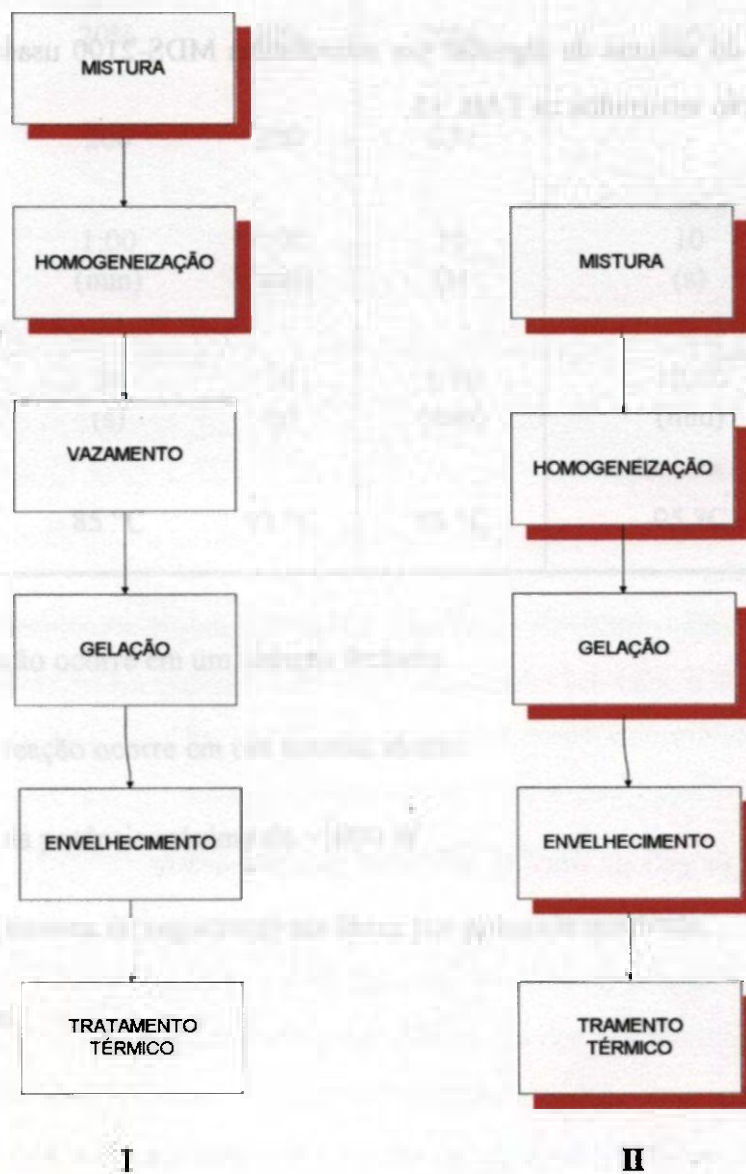 MISTURA
HOMOGENEIZAÇÃO
VAZAMENTO
GELAÇÃO
ENVELHECIMENTO
TRATAMENTO
TÉRMICO
I
MISTURA
HOMOGENEIZAÇÃO
GELAÇÃO
ENVELHECIMENTO
TRAMENTO
TÉRMICO
II